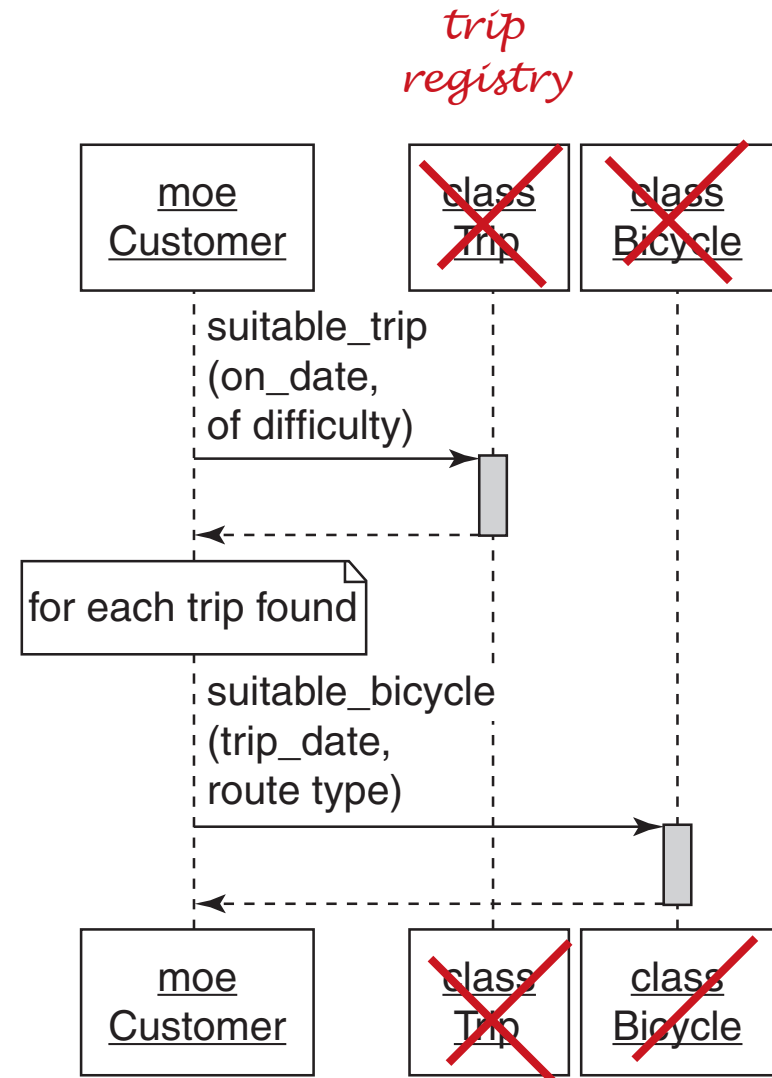 trip
registry
moe
Customer
class
Trip
class
Bicycle
suitable_trip
(on_date,
of difficulty)
for each trip found
suitable_bicycle
(trip_date,
route type)
moe
Customer
class
Trip
class
Bicycle